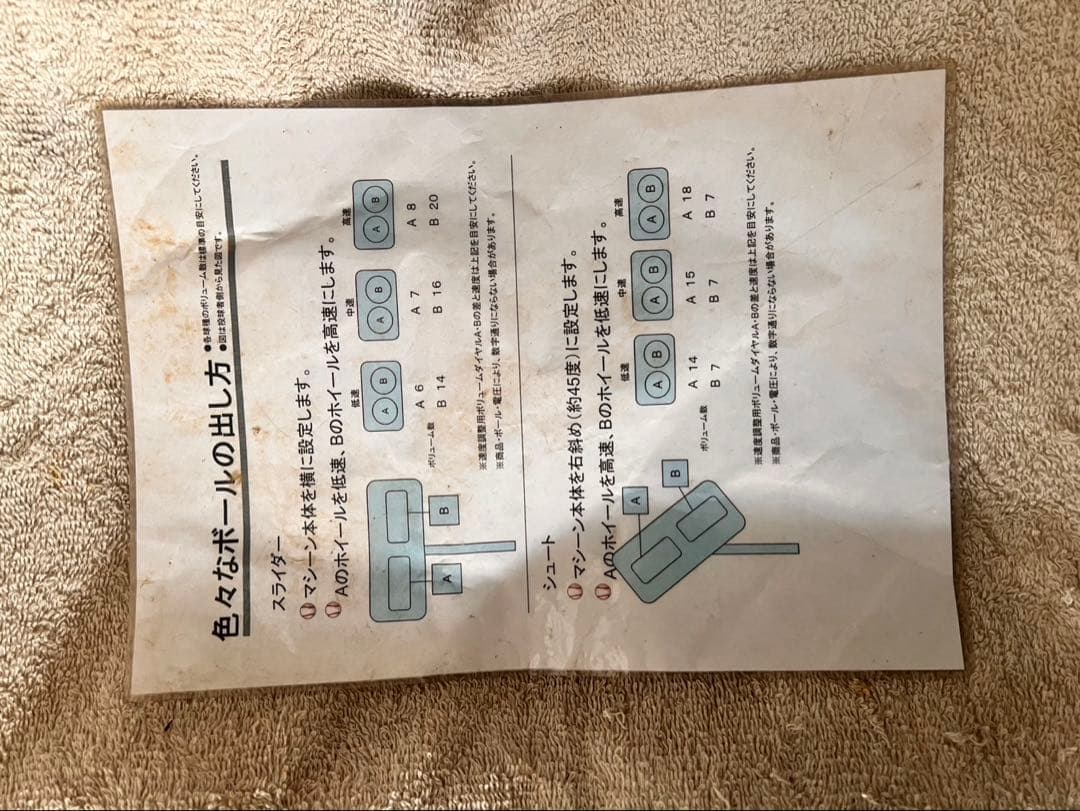 色々なボールの出し方
●各球種のボリューム数は標準の目安にしてください。
●図は投球者側から見た図です。
スライダー
マシーン本体を横に設定します。
Aのホイールを低速、Bのホイールを高速にします。
低速 中速 高速
A B A B A B
A B
ボリューム数
A 6 A 7 A 8
B 14 B 16 B 20
※速度調整用ボリュームダイヤルA・Bの差と速度は上記を目安にしてください。
※商品・ボール・電圧により、数字通りにならない場合があります。
シュート
マシーン本体を右斜め(約45度)に設定します。
Aのホイールを高速、Bのホイールを低速にします。
低速 中速 高速
A B A B A B
A B
ボリューム数
A 14 A 15 A 18
B 7 B 7 B 7
※速度調整用ボリュームダイヤルA・Bの差と速度は上記を目安にしてください。
※商品・ボール・電圧により、数字通りにならない場合があります。